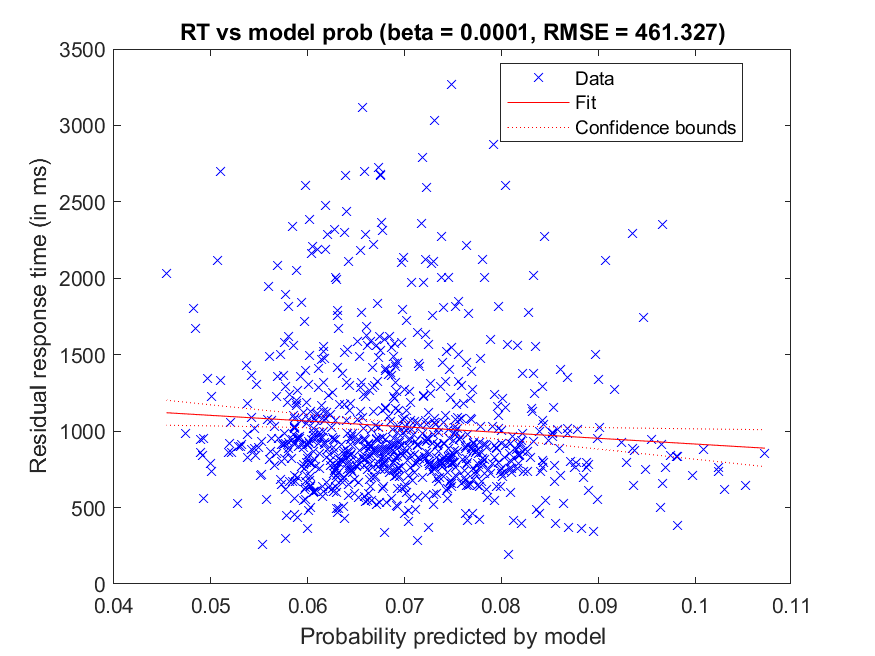 RT vs model prob (beta = 0.0001, RMSE = 461.327)
3500
3000
2500
2000
1500
1000
500
0
Residual response time (in ms)
Data
Fit
Confidence bounds
0.04 0.05 0.06 0.07 0.08 0.09 0.1 0.11
Probability predicted by model